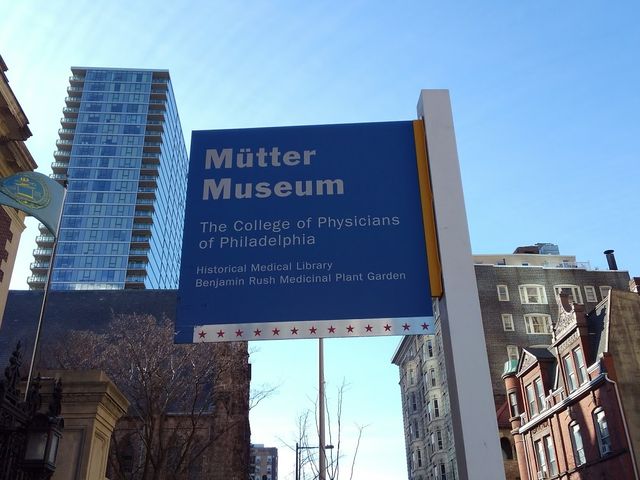 Mütter
Museum
The College of Physicians
of Philadelphia
Historical Medical Library
Benjamin Rush Medicinal Plant Garden